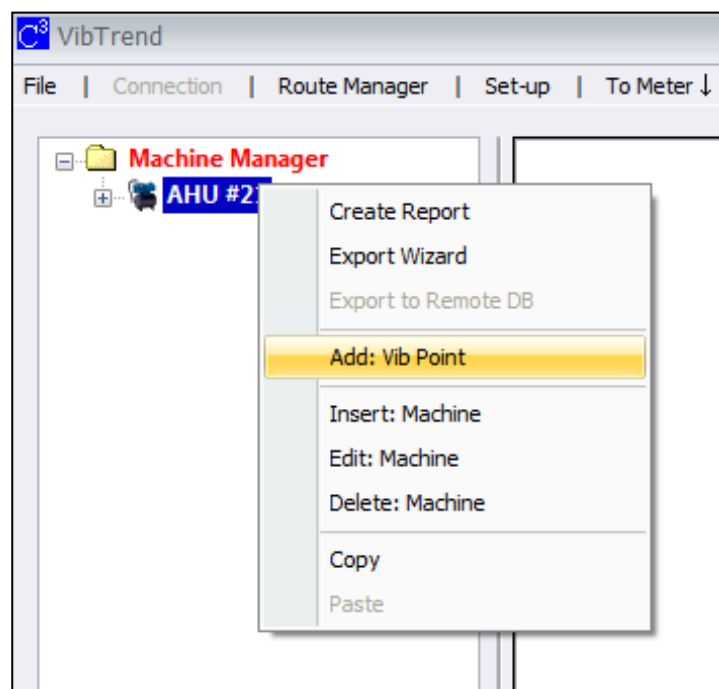 C3 VibTrend
File | Connection | Route Manager | Set-up | To Meter ↓
Machine Manager
AHU #21
Create Report
Export Wizard
Export to Remote DB
Add: Vib Point
Insert: Machine
Edit: Machine
Delete: Machine
Copy
Paste